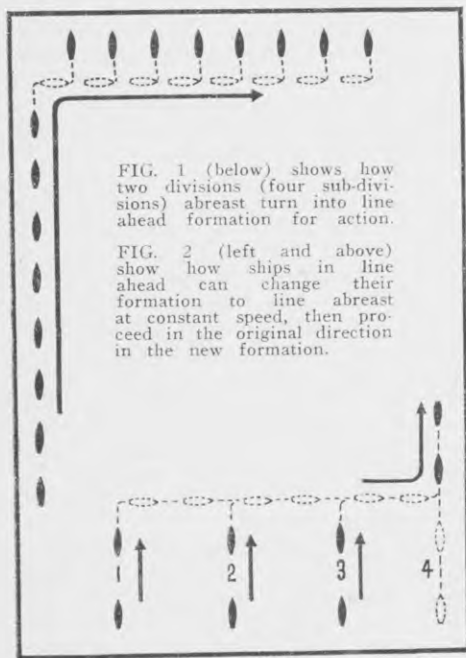 FIG. 1 (below) shows how
two divisions (four sub-divi-
sions) abreast turn into line
ahead formation for action.
FIG. 2 (left and above)
show how ships in line
ahead can change their
formation to line abreast
at constant speed, then pro-
ceed in the original direction
in the new formation.
1 2 3 4